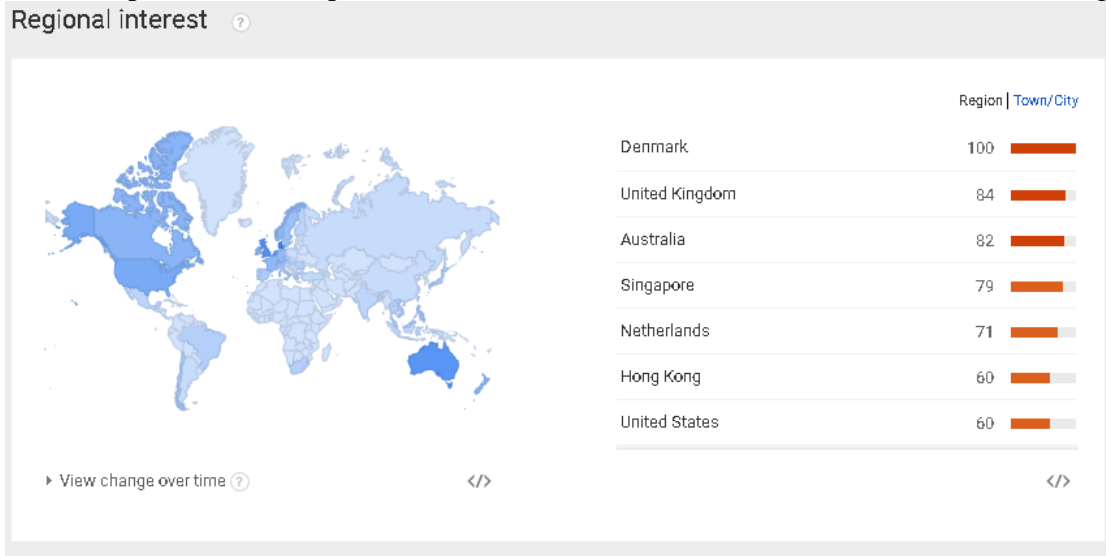 Regional interest ?
Region | Town/City
Denmark 100
United Kingdom 84
Australia 82
Singapore 79
Netherlands 71
Hong Kong 60
United States 60
View change over time ? </> </>